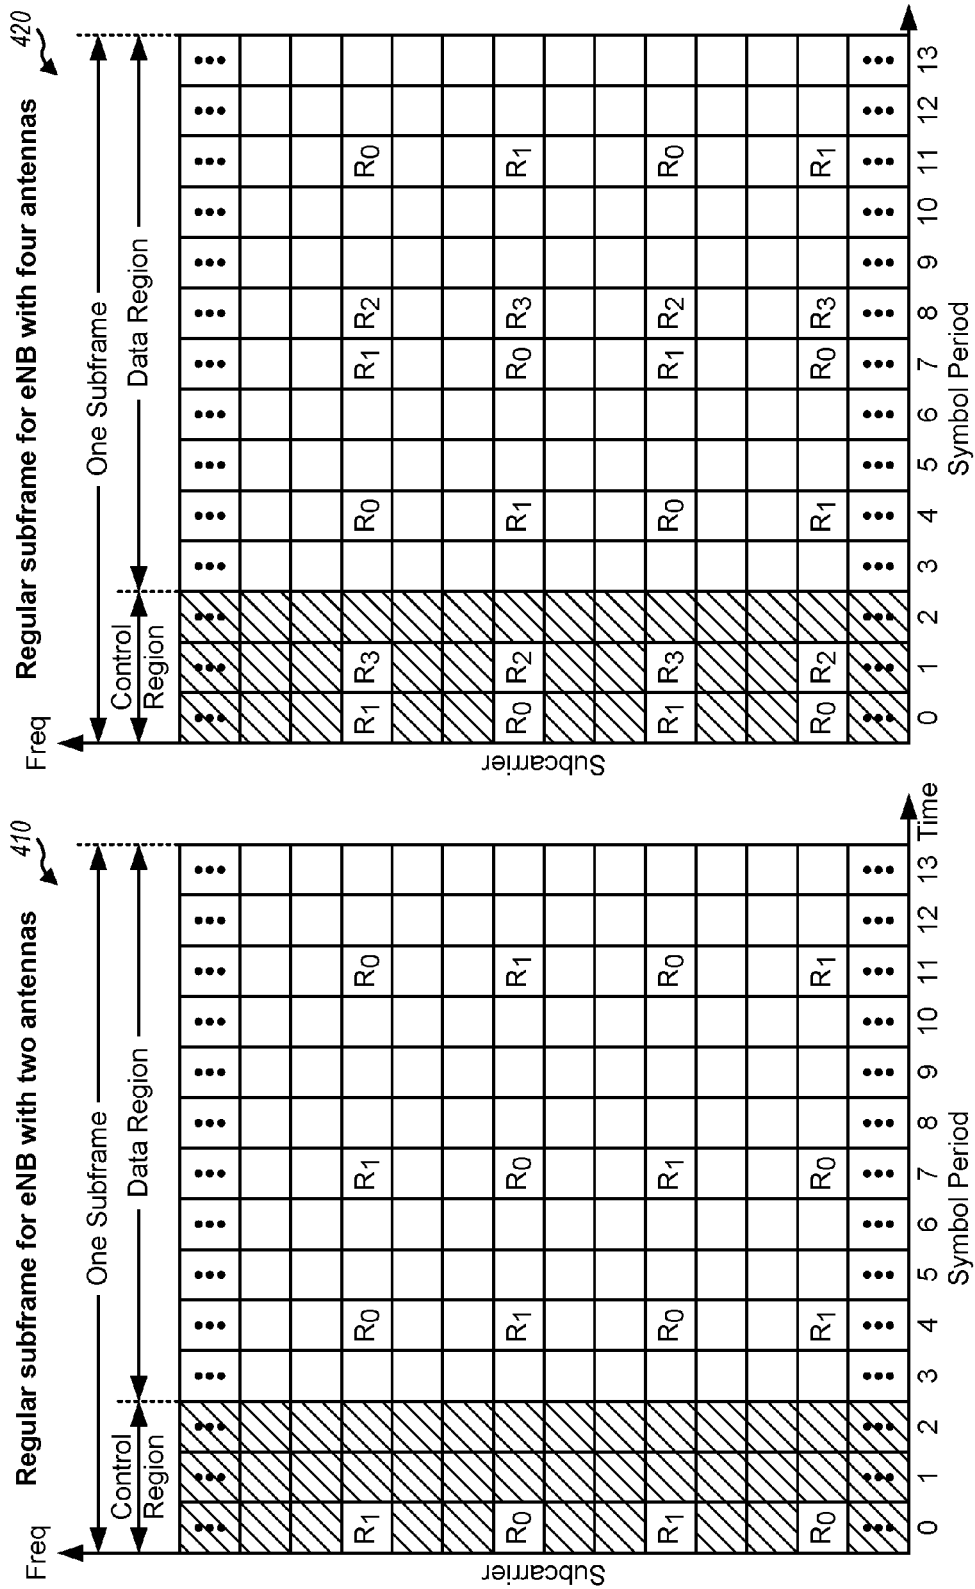 Regular subframe for eNB with two antennas
410
Freq
One Subframe
Control Region
Data Region
Subcarrier
... ... ... ... ... ... ... ... ... ... ... ... ... ...
R1 R0 R1 R0
R0 R1 R0 R1
R1 R0 R1 R0
R0 R1 R0 R1
... ... ... ... ... ... ... ... ... ... ... ... ... ...
0 1 2 3 4 5 6 7 8 9 10 11 12 13
Time
Symbol Period
Regular subframe for eNB with four antennas
420
Freq
One Subframe
Control Region
Data Region
Subcarrier
... ... ... ... ... ... ... ... ... ... ... ... ... ...
R1 R3 R0 R1 R2 R0
R0 R2 R1 R0 R3 R1
R1 R3 R0 R1 R2 R0
R0 R2 R1 R0 R3 R1
... ... ... ... ... ... ... ... ... ... ... ... ... ...
0 1 2 3 4 5 6 7 8 9 10 11 12 13
Symbol Period